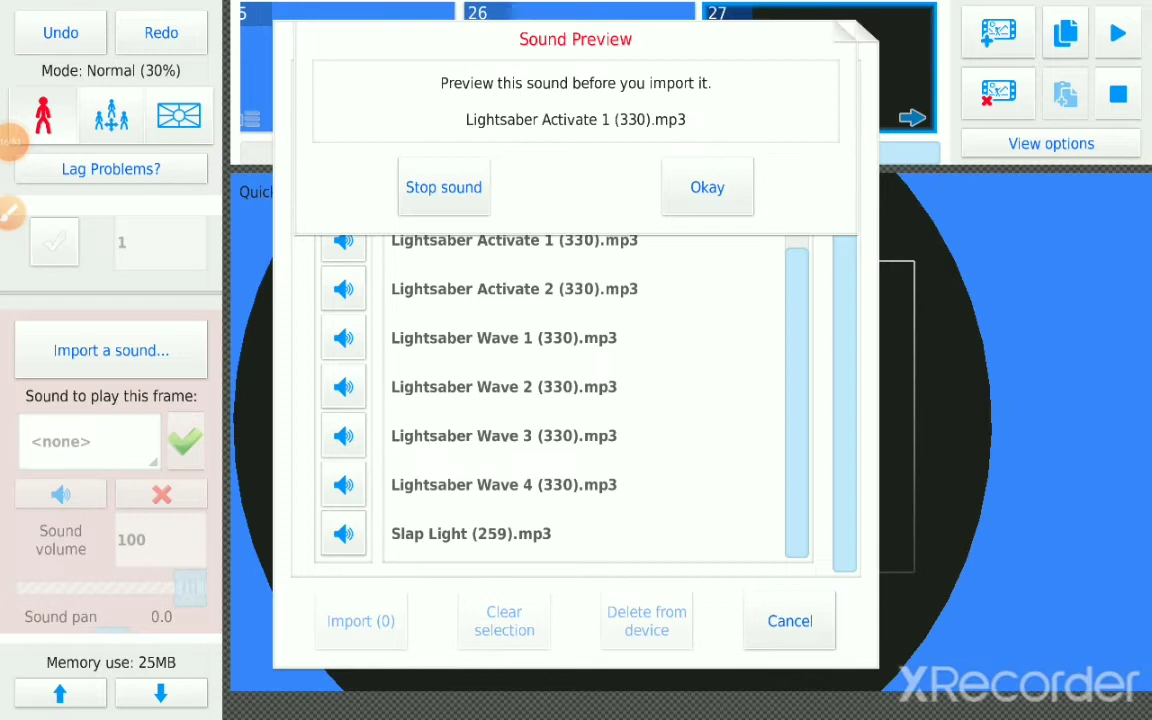 Undo
Redo
Mode: Normal (30%)
Lag Problems?
1
Import a sound...
Sound to play this frame:
<none>
Sound
volume
100
Sound pan
0.0
Memory use: 25MB
5
26
27
Quick
Sound Preview
Preview this sound before you import it.
Lightsaber Activate 1 (330).mp3
Stop sound
Okay
Lightsaber Activate 1 (330).mp3
Lightsaber Activate 2 (330).mp3
Lightsaber Wave 1 (330).mp3
Lightsaber Wave 2 (330).mp3
Lightsaber Wave 3 (330).mp3
Lightsaber Wave 4 (330).mp3
Slap Light (259).mp3
Import (0)
Clear
selection
Delete from
device
Cancel
View options
XRecorder